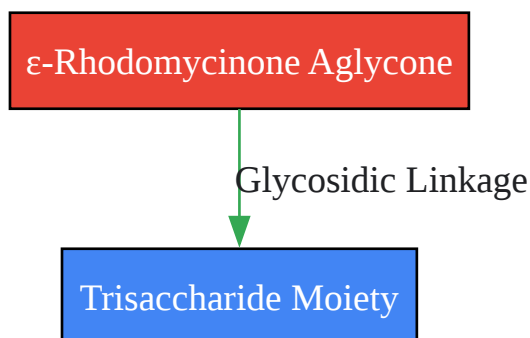 ε-Rhodomycinone Aglycone
Glycosidic Linkage
Trisaccharide Moiety